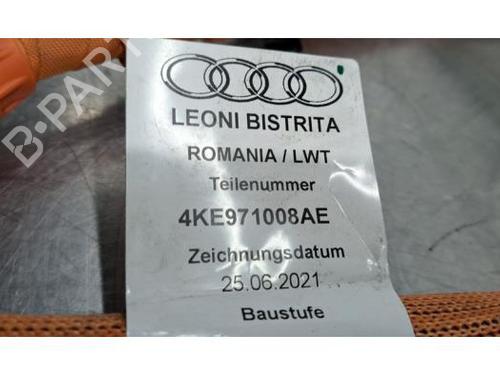 B-PART
LEONI BISTRITA
ROMANIA / LWT
Teilenummer
4KE971008AE
Zeichnungsdatum
25.06.2021
Baustufe